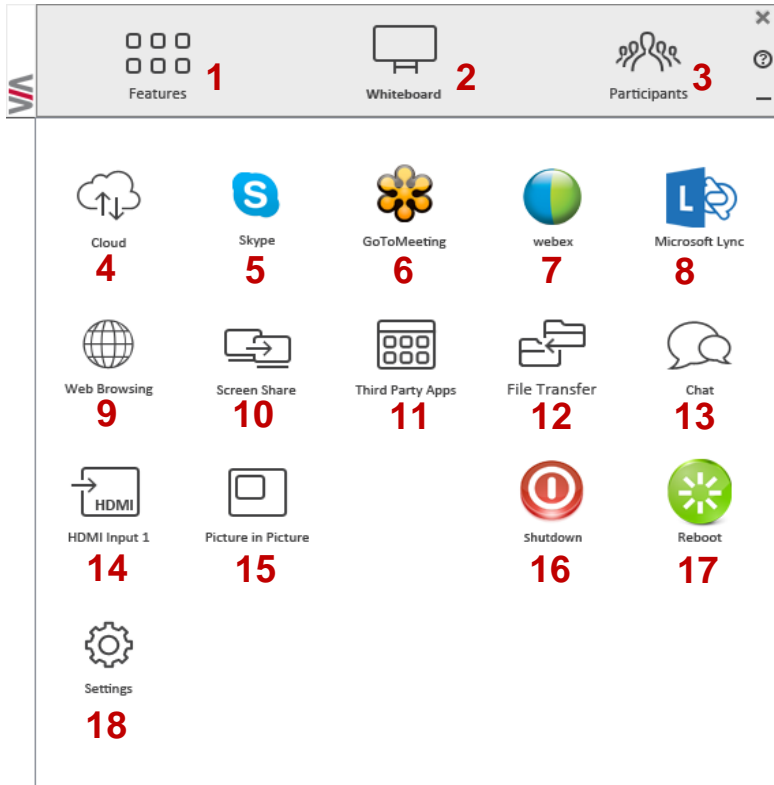 Features 1
Whiteboard 2
Participants 3
VIA
Cloud
Skype
GoToMeeting
webex
L
Microsoft Lync
4 5 6 7 8
Web Browsing
Screen Share
Third Party Apps
File Transfer
Chat
9 10 11 12 13
HDMI
HDMI Input 1
Picture in Picture
Shutdown
Reboot
14 15 16 17
Settings
18